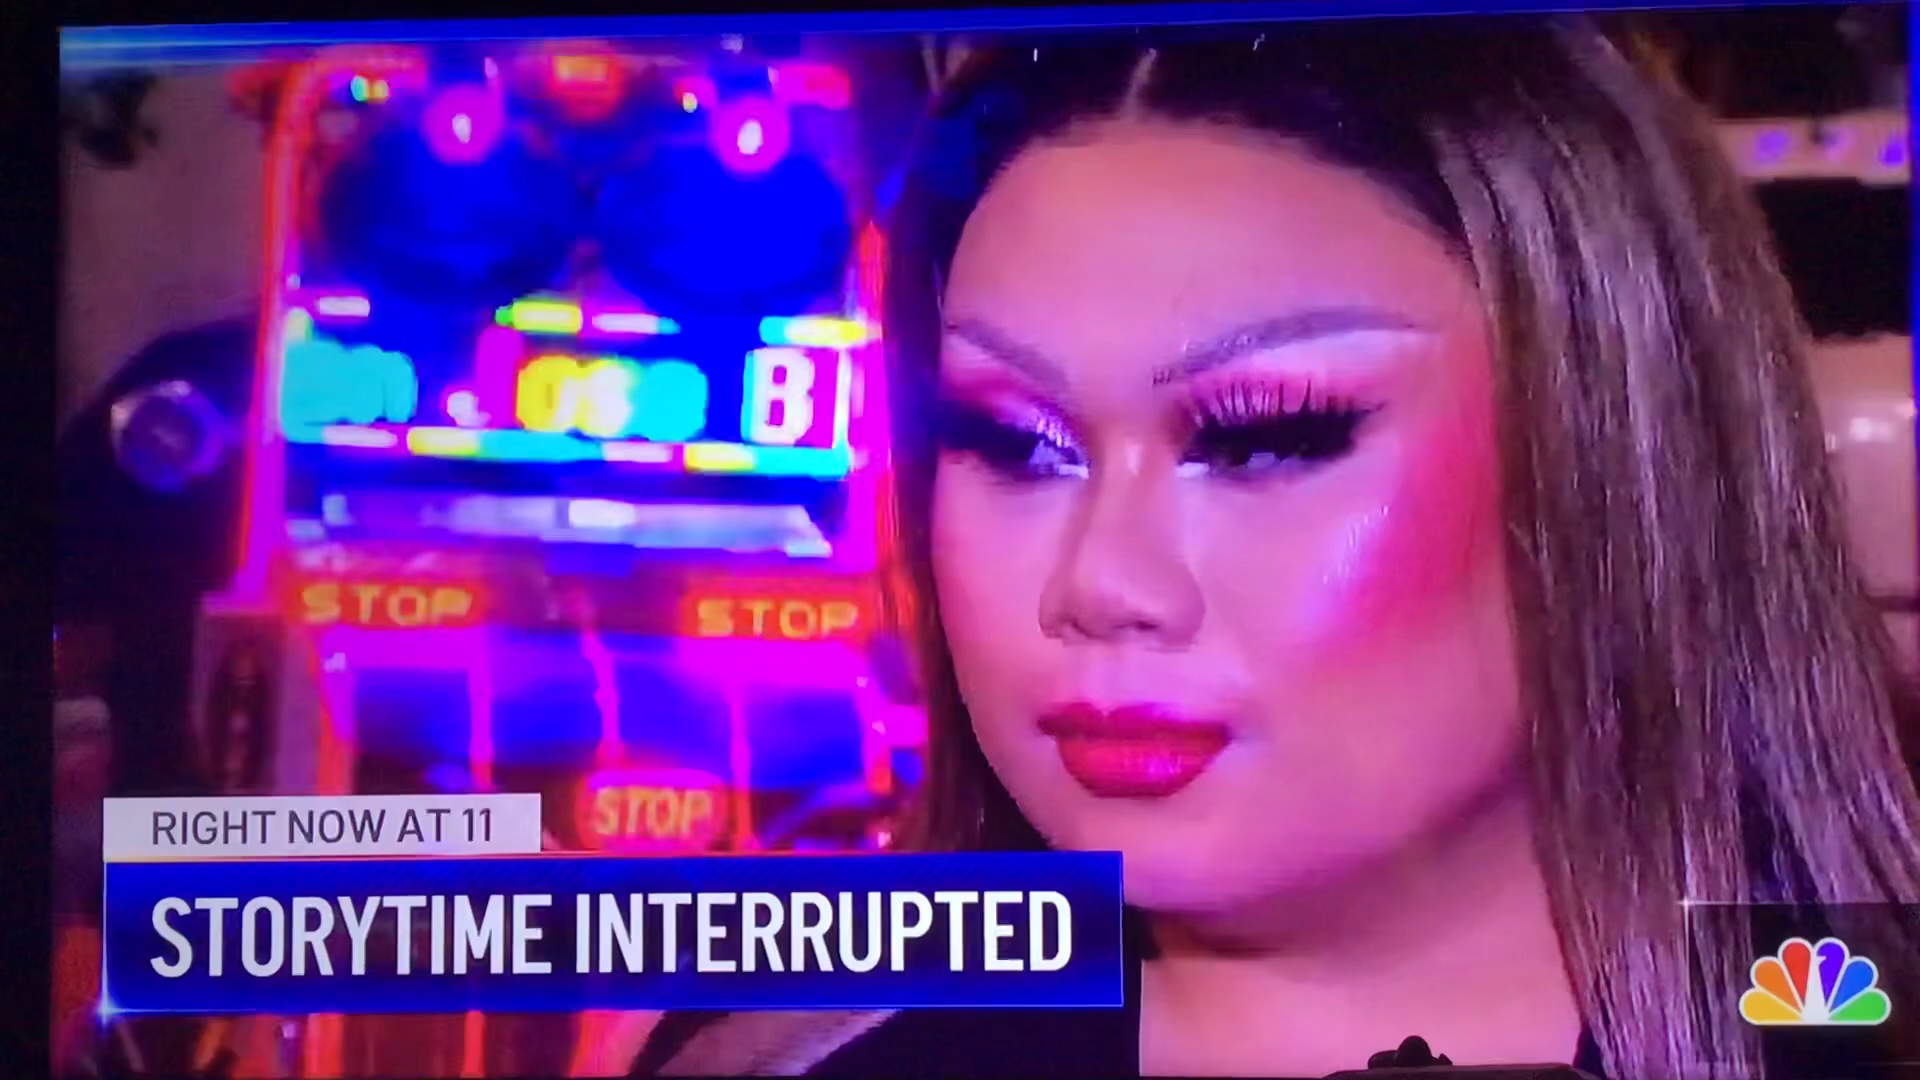 B
STOP STOP
STOP
RIGHT NOW AT 11
STORYTIME INTERRUPTED